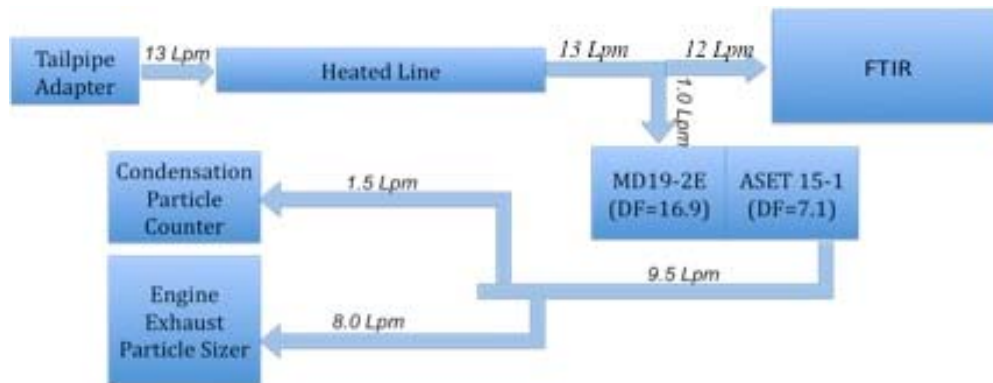 Tailpipe
Adapter
13 Lpm
Heated Line
13 Lpm
12 Lpm
FTIR
1.0 Lpm
MD19-2E
(DF=16.9)
ASET 15-1
(DF=7.1)
Condensation
Particle
Counter
1.5 Lpm
9.5 Lpm
Engine
Exhaust
Particle Sizer
8.0 Lpm